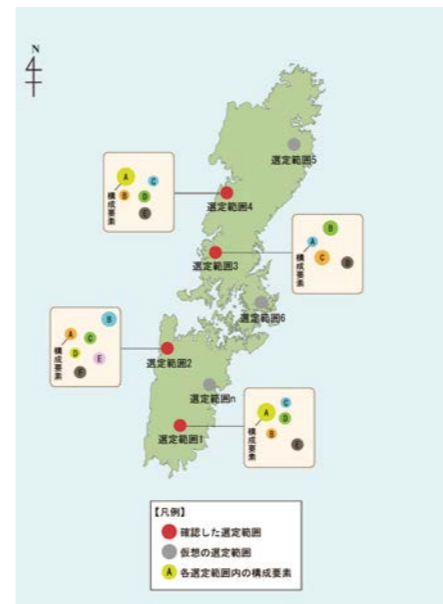 N
選定範囲5
A
C
B
D
E
構成要素
選定範囲4
B
A
C
D
構成要素
選定範囲3
選定範囲6
B
A
C
D
E
F
構成要素
選定範囲2
選定範囲n
A
C
D
B
E
構成要素
選定範囲1
【凡例】
確認した選定範囲
仮想の選定範囲
A 各選定範囲内の構成要素